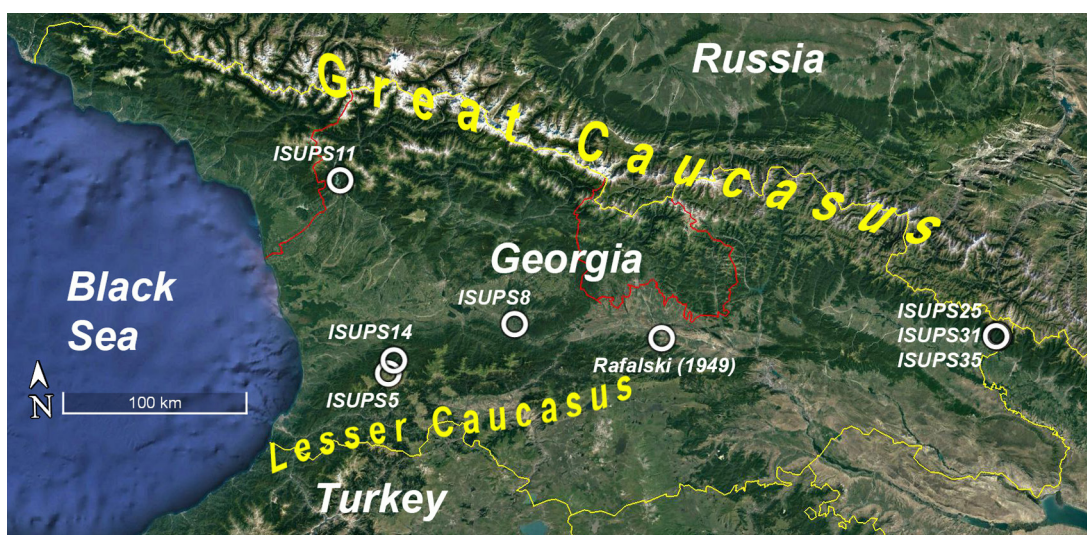 Russia
Great Caucasus
ISUPS11
Georgia
Black
Sea
ISUPS8
ISUPS25
ISUPS31
ISUPS35
ISUPS14
Rafalski (1949)
ISUPS5
N
100 km
Lesser Caucasus
Turkey